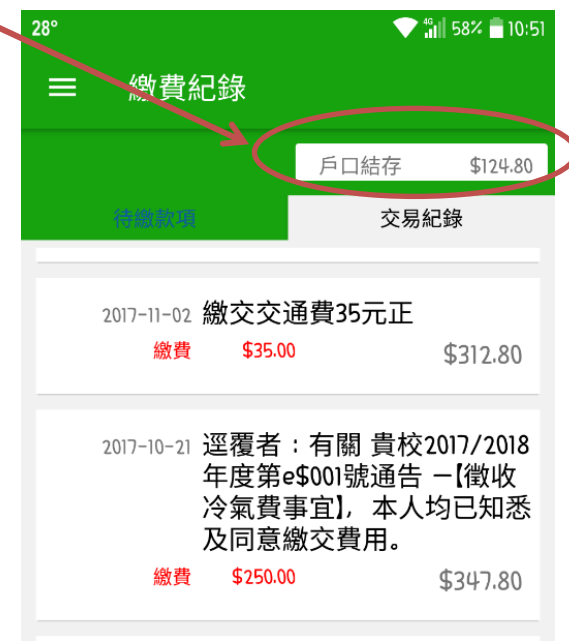 28° 4G 58% 10:51
繳費紀錄
戶口結存 $124.80
待繳款項 交易紀錄
2017-11-02 繳交交通費35元正
繳費 $35.00 $312.80
2017-10-21 逕覆者：有關 貴校2017/2018
年度第e$001號通告 －【徵收
冷氣費事宜】，本人均已知悉
及同意繳交費用。
繳費 $250.00 $347.80